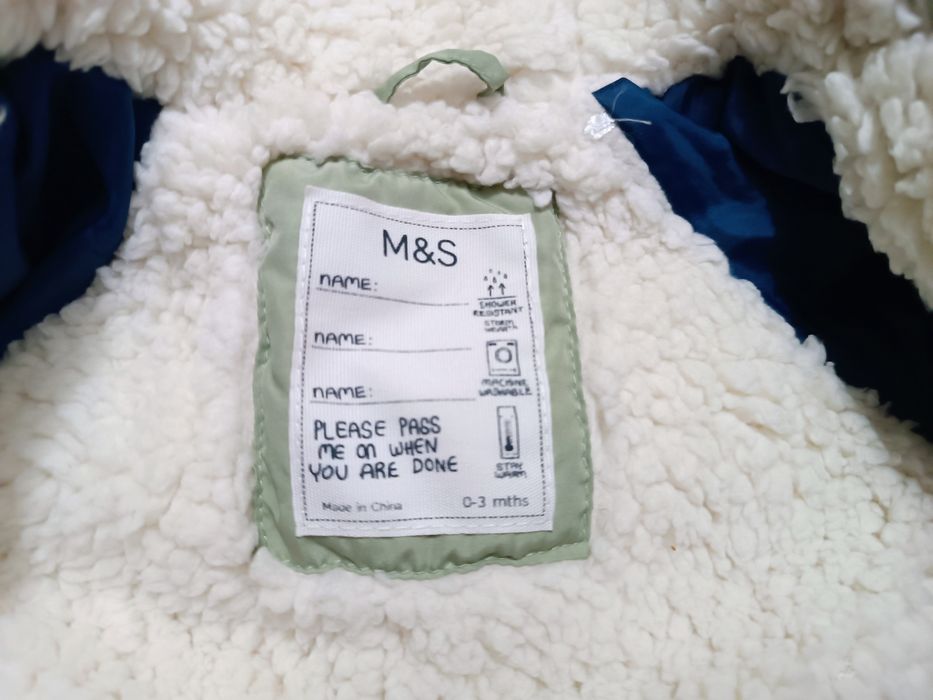 M&S
NAME:
NAME:
NAME:
PLEASE PASS
ME ON WHEN
YOU ARE DONE
Made in China
0-3 mths
SHOWER
RESISTANT
STORM
WEAR™
MACHINE
WASHABLE
STAY
WARM